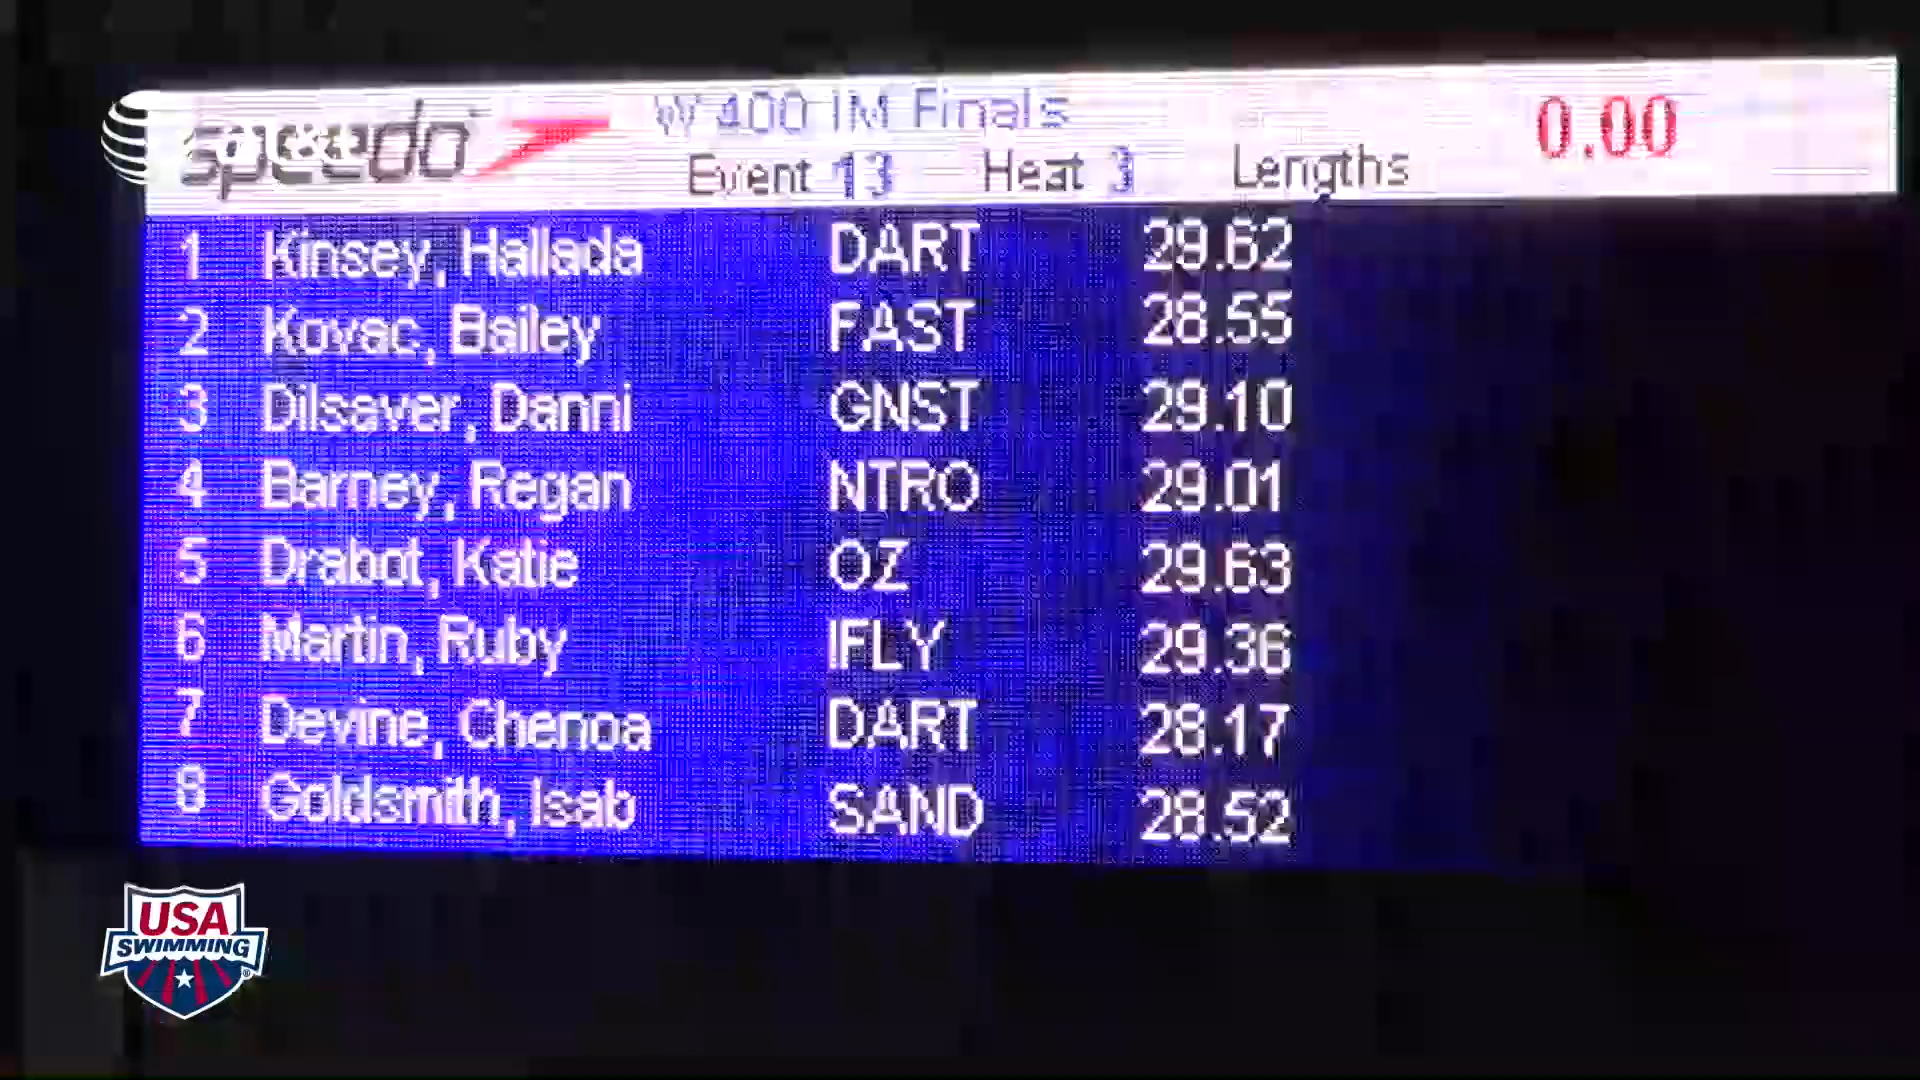 speedo
at&t
W 400 IM Finals
0.00
Event 13 Heat 3 Lengths
1 Kinsey, Hallada DART 29.62
2 Kovac, Bailey FAST 28.55
3 Dilsaver, Danni GNST 29.10
4 Barney, Regan NTRO 29.01
5 Drabot, Katie OZ 29.63
6 Martin, Ruby IFLY 29.36
7 Devine, Chenoa DART 28.17
8 Goldsmith, Isab SAND 28.52
USA
SWIMMING